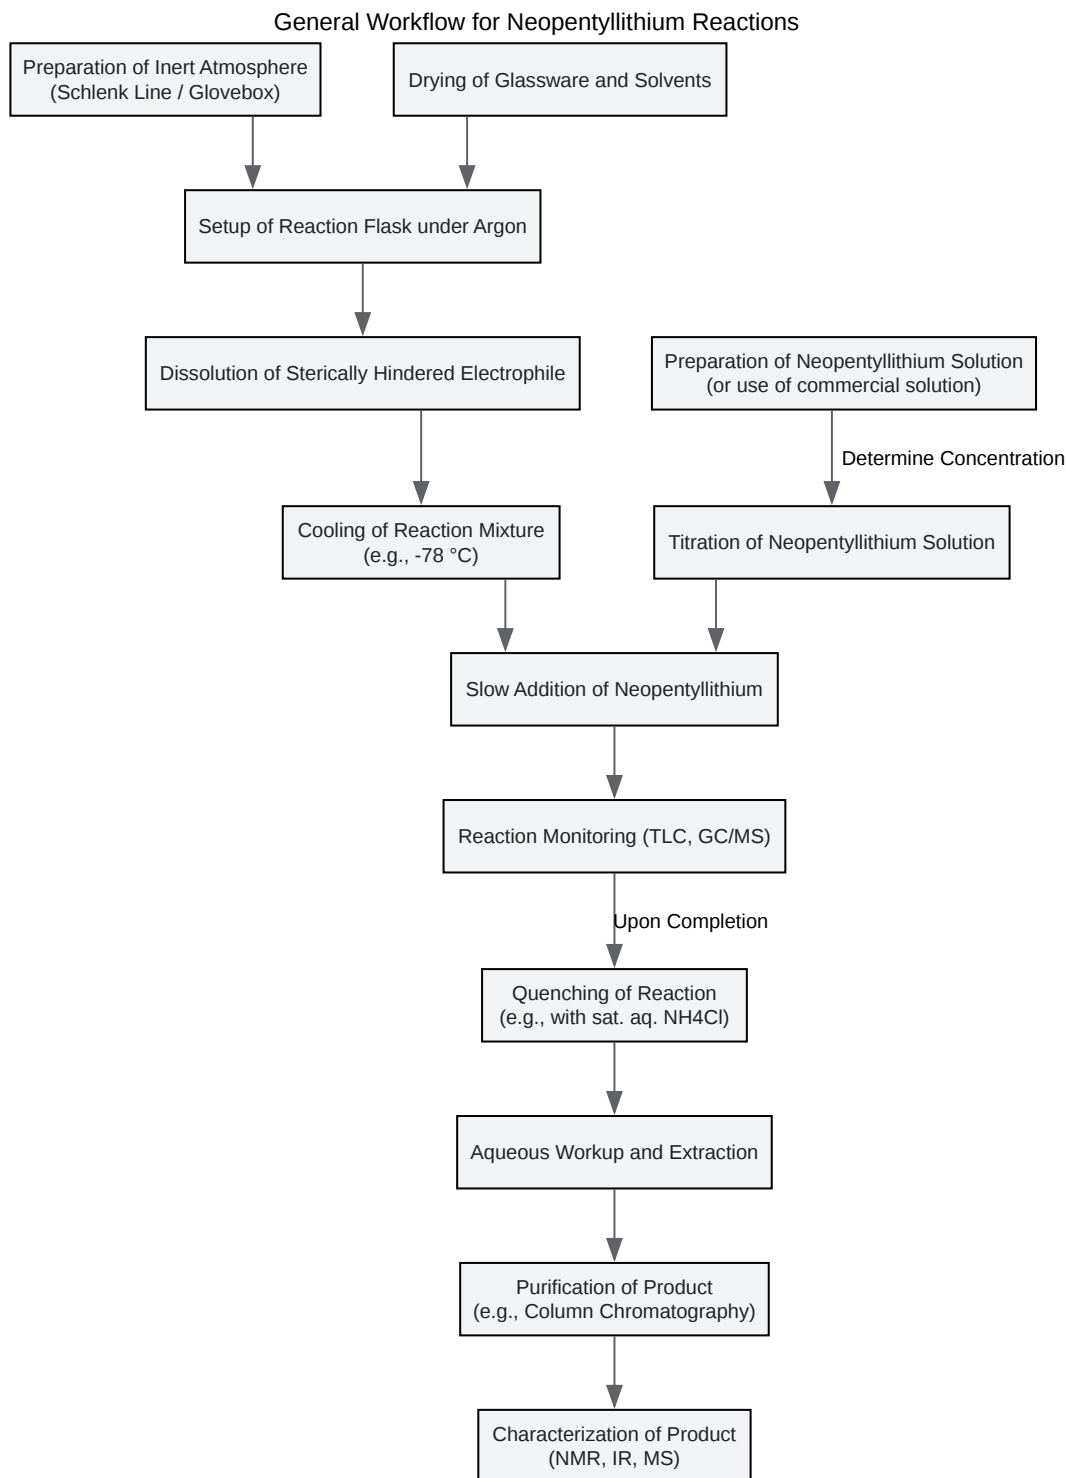 General Workflow for Neopentyllithium Reactions
Preparation of Inert Atmosphere
(Schlenk Line / Glovebox)
Drying of Glassware and Solvents
Setup of Reaction Flask under Argon
Dissolution of Sterically Hindered Electrophile
Preparation of Neopentyllithium Solution
(or use of commercial solution)
Determine Concentration
Cooling of Reaction Mixture
(e.g., -78 °C)
Titration of Neopentyllithium Solution
Slow Addition of Neopentyllithium
Reaction Monitoring (TLC, GC/MS)
Upon Completion
Quenching of Reaction
(e.g., with sat. aq. NH4Cl)
Aqueous Workup and Extraction
Purification of Product
(e.g., Column Chromatography)
Characterization of Product
(NMR, IR, MS)